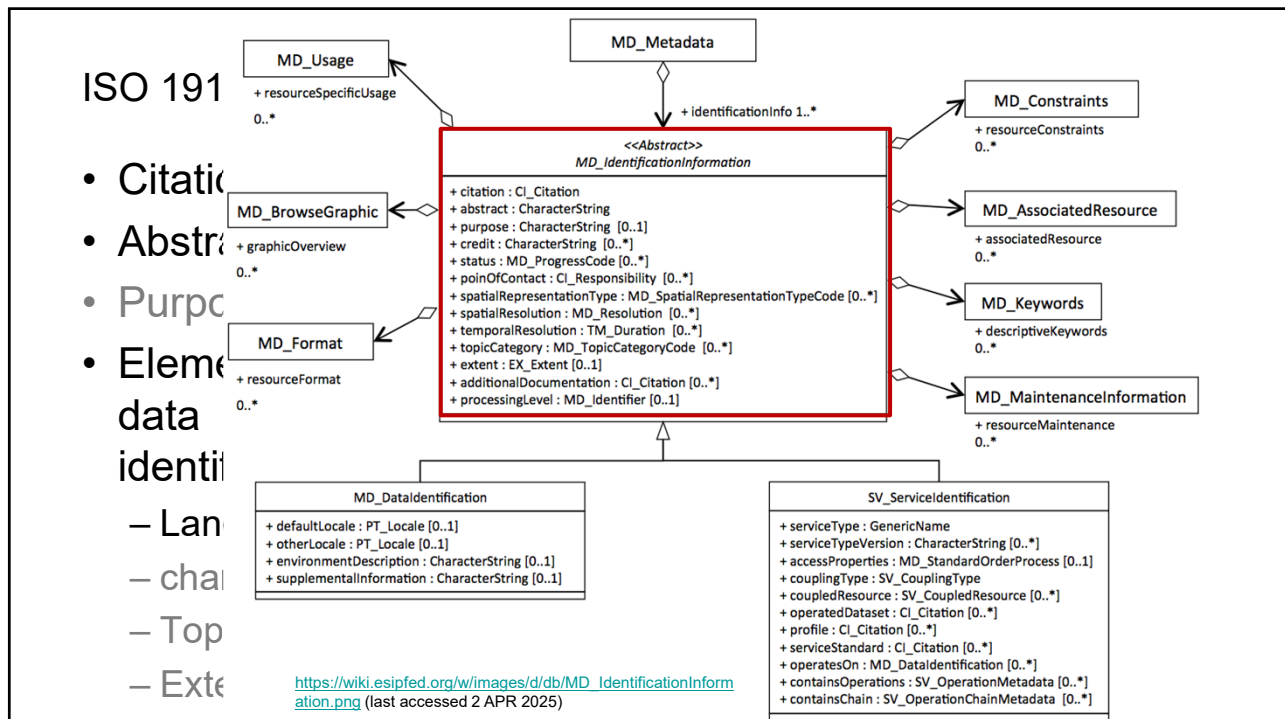 ISO 191
• Citatio
• Abstra
• Purpo
• Eleme
data
identif
– Lan
– char
– Top
– Exte
MD_Metadata
+ identificationInfo 1..*
MD_Usage
+ resourceSpecificUsage
0..*
MD_BrowseGraphic
+ graphicOverview
0..*
MD_Format
+ resourceFormat
0..*
<<Abstract>>
MD_IdentificationInformation
+ citation : CI_Citation
+ abstract : CharacterString
+ purpose : CharacterString [0..1]
+ credit : CharacterString [0..*]
+ status : MD_ProgressCode [0..*]
+ poinOfContact : CI_Responsibility [0..*]
+ spatialRepresentationType : MD_SpatialRepresentationTypeCode [0..*]
+ spatialResolution : MD_Resolution [0..*]
+ temporalResolution : TM_Duration [0..*]
+ topicCategory : MD_TopicCategoryCode [0..*]
+ extent : EX_Extent [0..1]
+ additionalDocumentation : CI_Citation [0..*]
+ processingLevel : MD_Identifier [0..1]
MD_Constraints
+ resourceConstraints
0..*
MD_AssociatedResource
+ associatedResource
0..*
MD_Keywords
+ descriptiveKeywords
0..*
MD_MaintenanceInformation
+ resourceMaintenance
0..*
MD_DataIdentification
+ defaultLocale : PT_Locale [0..1]
+ otherLocale : PT_Locale [0..1]
+ environmentDescription : CharacterString [0..1]
+ supplementalInformation : CharacterString [0..1]
SV_ServiceIdentification
+ serviceType : GenericName
+ serviceTypeVersion : CharacterString [0..*]
+ accessProperties : MD_StandardOrderProcess [0..1]
+ couplingType : SV_CouplingType
+ coupledResource : SV_CoupledResource [0..*]
+ operatedDataset : CI_Citation [0..*]
+ profile : CI_Citation [0..*]
+ serviceStandard : CI_Citation [0..*]
+ operatesOn : MD_DataIdentification [0..*]
+ containsOperations : SV_OperationMetadata [0..*]
+ containsChain : SV_OperationChainMetadata [0..*]
https://wiki.esipfed.org/w/images/d/db/MD_IdentificationInform
ation.png (last accessed 2 APR 2025)